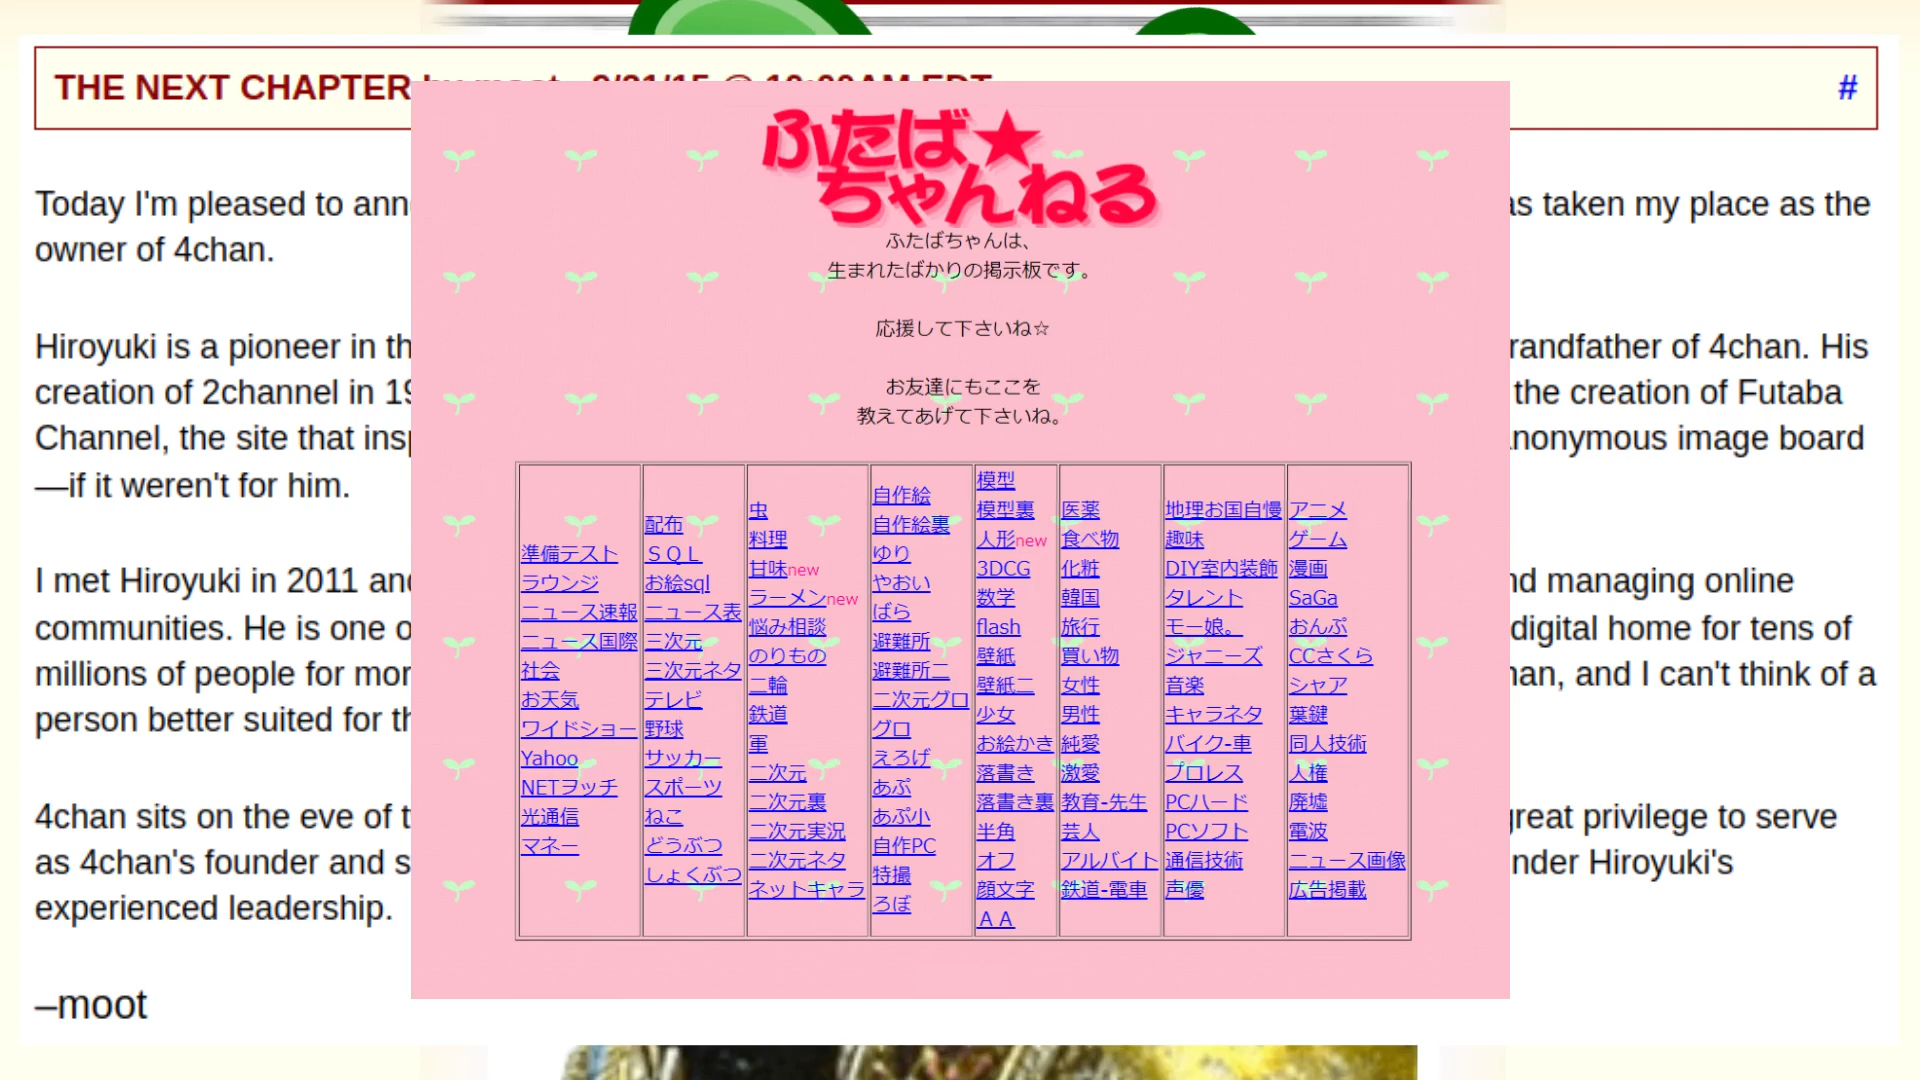 THE NEXT CHAPTER by moot - 9/21/15 @ 10:00AM EDT
#
Today I'm pleased to
as taken my place as the
owner of 4chan.
Hiroyuki is a pioneer in
grandfather of 4chan. His
creation of 2channel in
the creation of Futaba
Channel, the site that
anonymous image board
—if it weren't for him.
I met Hiroyuki in 2011
managing online
communities. He is one
digital home for tens of
millions of people for
and I can't think of a
person better suited for
4chan sits on the eve of
great privilege to serve
as 4chan's founder and
under Hiroyuki's
experienced leadership.
–moot
ふたば★
ちゃんねる
ふたばちゃんは、
生まれたばかりの掲示板です。
応援して下さいね☆
お友達にもここを
教えてあげて下さいね。
準備テスト
ラウンジ
ニュース速報
ニュース国際
社会
お天気
ワイドショー
Yahoo
NETヲッチ
光通信
マネー
配布
ＳＱＬ
お絵sql
ニュース表
三次元
三次元ネタ
テレビ
野球
サッカー
スポーツ
ねこ
どうぶつ
しょくぶつ
虫
料理
甘味new
ラーメンnew
悩み相談
のりもの
二輪
鉄道
軍
二次元
二次元裏
二次元実況
二次元ネタ
ネットキャラ
自作絵
自作絵裏
ゆり
やおい
ばら
避難所
避難所二
二次元グロ
グロ
えろげ
あぷ
あぷ小
自作PC
特撮
ろぼ
模型
模型裏
人形new
3DCG
数学
flash
壁紙
壁紙二
少女
お絵かき
落書き
落書き裏
半角
オフ
顔文字
ＡＡ
医薬
食べ物
化粧
韓国
旅行
買い物
女性
男性
純愛
激愛
教育-先生
芸人
アルバイト
鉄道-電車
地理お国自慢
趣味
DIY室内装飾
タレント
モー娘。
ジャニーズ
音楽
キャラネタ
バイク-車
プロレス
PCハード
PCソフト
通信技術
声優
アニメ
ゲーム
漫画
SaGa
おんぷ
CCさくら
シャア
葉鍵
同人技術
人権
廃墟
電波
ニュース画像
広告掲載